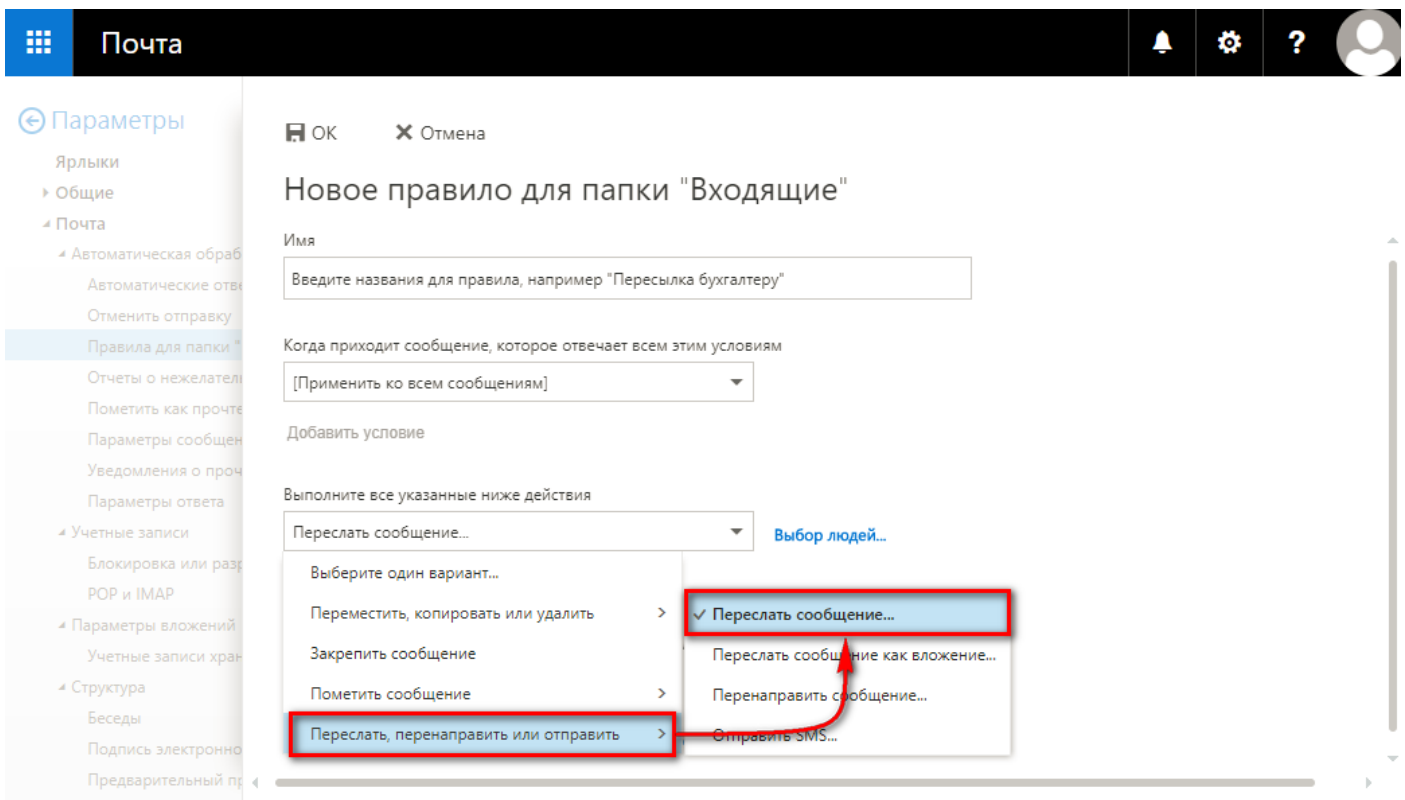 Почта
?
Параметры
Ярлыки
Общие
Почта
Автоматическая обраб
Автоматические отве
Отменить отправку
Правила для папки "
Отчеты о нежелател
Пометить как прочте
Параметры сообщен
Уведомления о проч
Параметры ответа
Учетные записи
Блокировка или разр
POP и IMAP
Параметры вложений
Учетные записи хран
Структура
Беседы
Подпись электронно
Предварительный пр
ОК
Отмена
Новое правило для папки "Входящие"
Имя
Введите названия для правила, например "Пересылка бухгалтеру"
Когда приходит сообщение, которое отвечает всем этим условиям
[Применить ко всем сообщениям]
Добавить условие
Выполните все указанные ниже действия
Переслать сообщение...
Выбор людей...
Выберите один вариант...
Переместить, копировать или удалить
Закрепить сообщение
Пометить сообщение
Переслать, перенаправить или отправить
Переслать сообщение...
Переслать сообщение как вложение...
Перенаправить сообщение...
Отправить SMS...